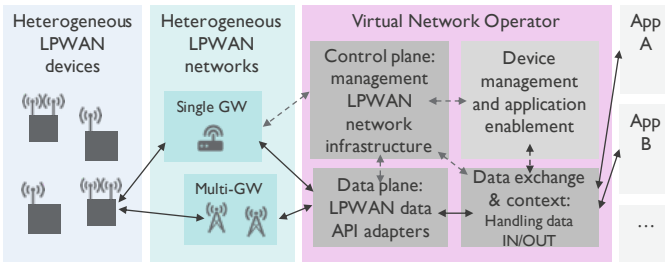 Heterogeneous
LPWAN
devices
Heterogeneous
LPWAN
networks
Single GW
Multi-GW
Virtual Network Operator
Control plane:
management
LPWAN
network
infrastructure
Device
management
and application
enablement
Data plane:
LPWAN data
API adapters
Data exchange
& context:
Handling data
IN/OUT
App
A
App
B
...